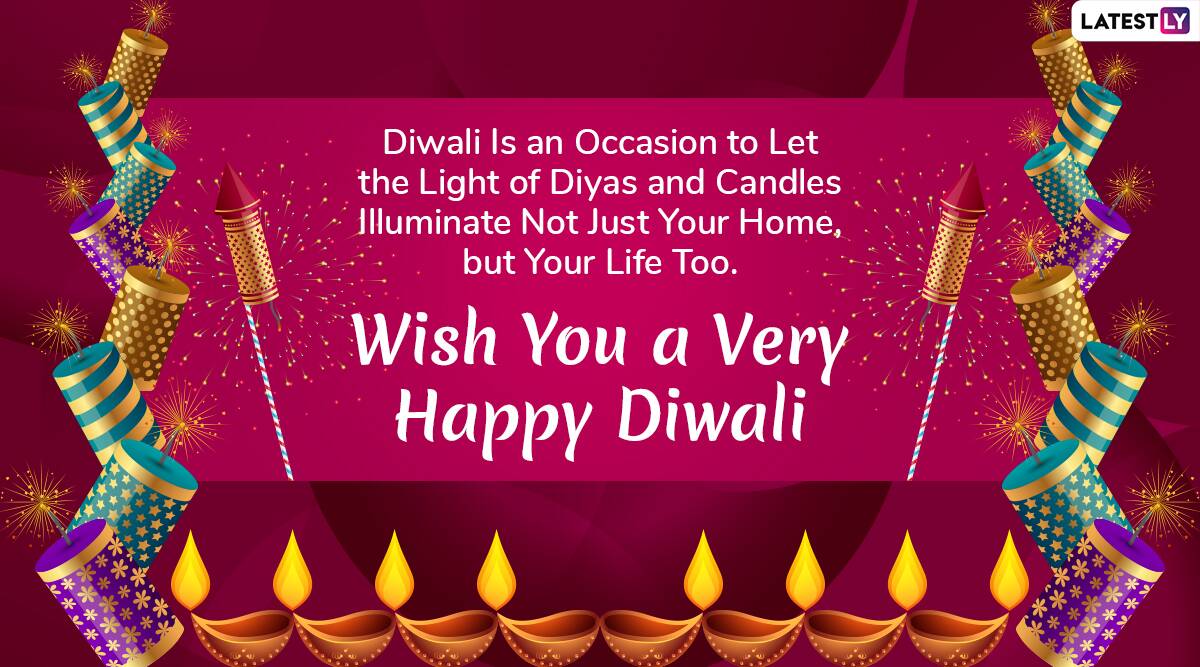 LATESTLY
Diwali Is an Occasion to Let
the Light of Diyas and Candles
Illuminate Not Just Your Home,
but Your Life Too.
Wish You a Very
Happy Diwali